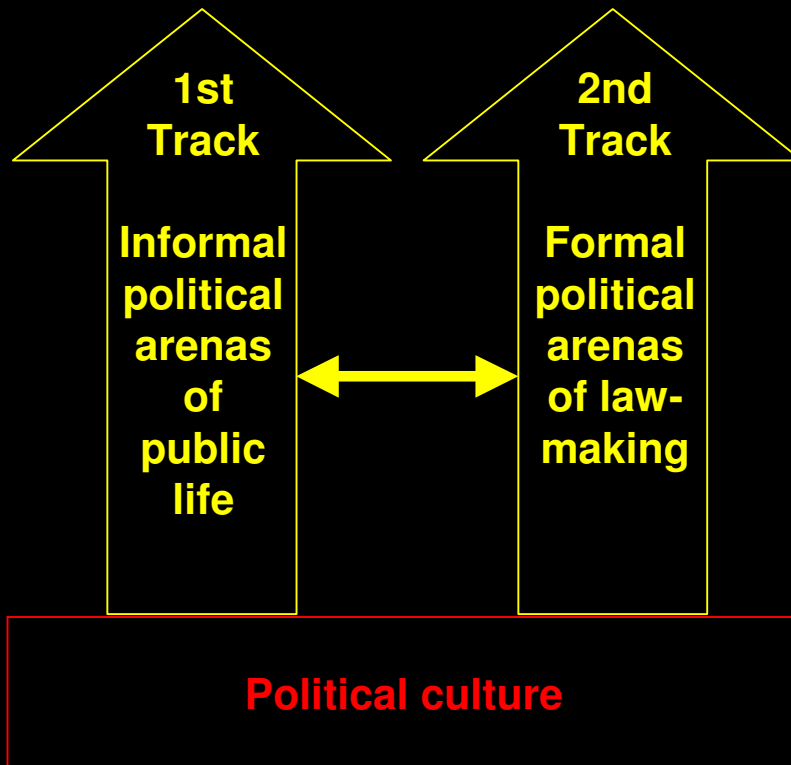 1st
Track
Informal
political
arenas
of
public
life
2nd
Track
Formal
political
arenas
of law-
making
Political culture